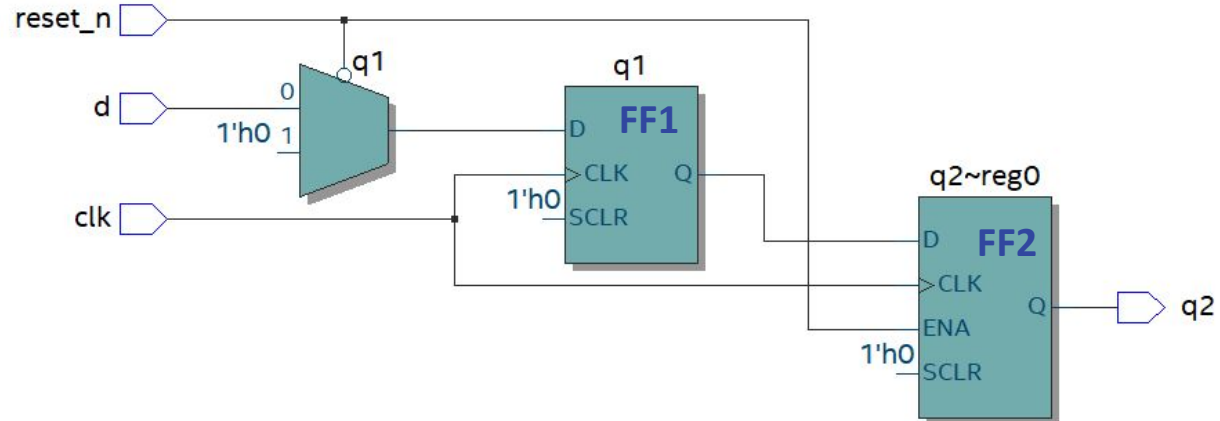 reset_n
q1
d
0
1'h0
1
clk
q1
FF1
D
CLK
Q
1'h0
SCLR
q2~reg0
FF2
D
CLK
Q
ENA
1'h0
SCLR
q2